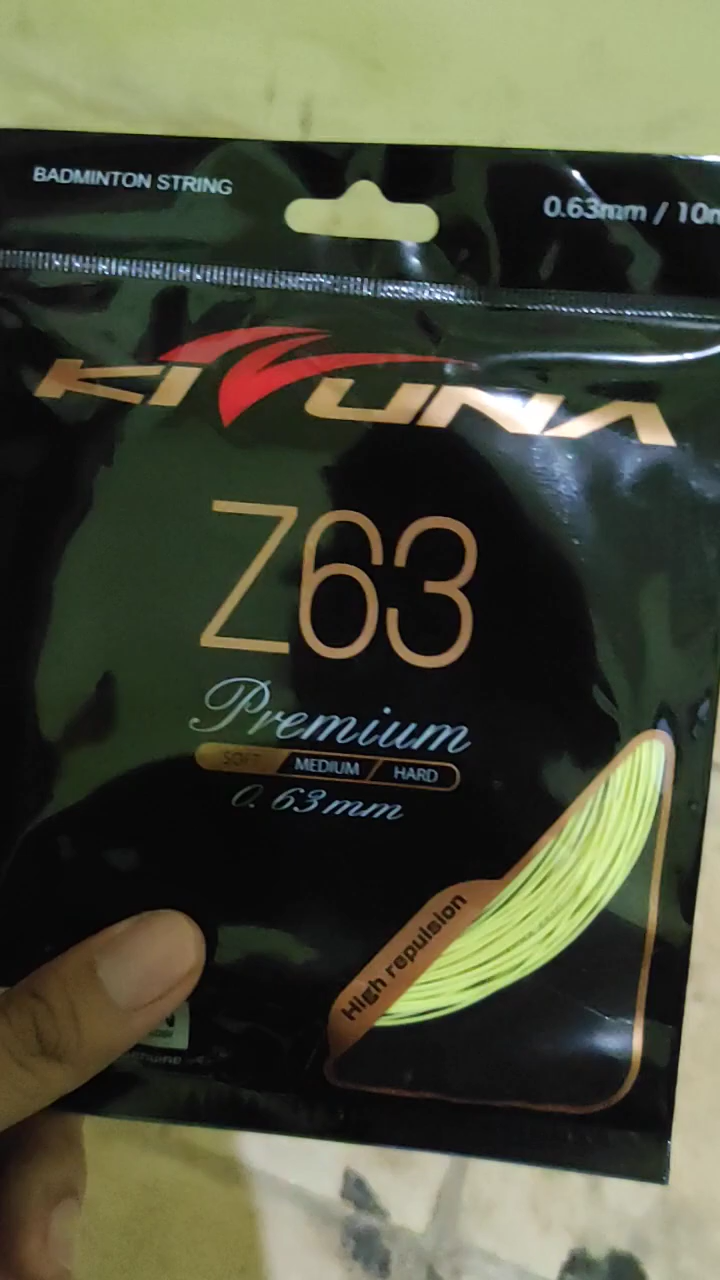 BADMINTON STRING
0.63mm / 10m
KIZUNA
Z63
Premium
SOFT MEDIUM HARD
0.63mm
High repulsion